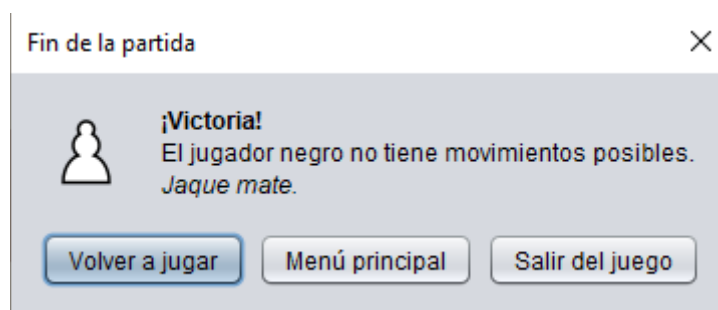 Fin de la partida
¡Victoria!
El jugador negro no tiene movimientos posibles.
Jaque mate.
Volver a jugar Menú principal Salir del juego